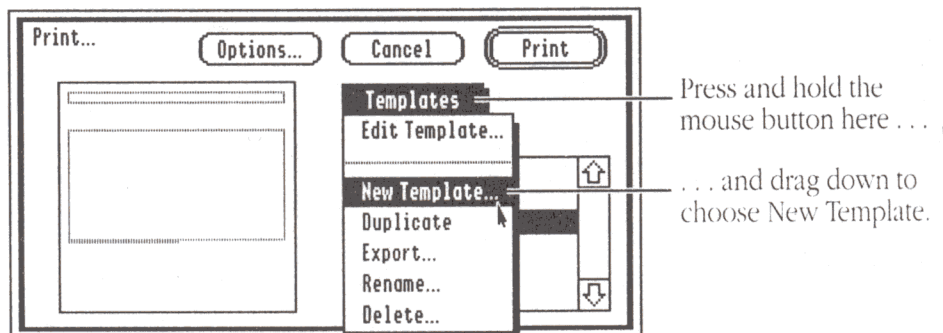 Print...
Options...
Cancel
Print
Templates
Edit Template...
New Template...
Duplicate
Export...
Rename...
Delete...
Press and hold the
mouse button here . . .
. . . and drag down to
choose New Template.